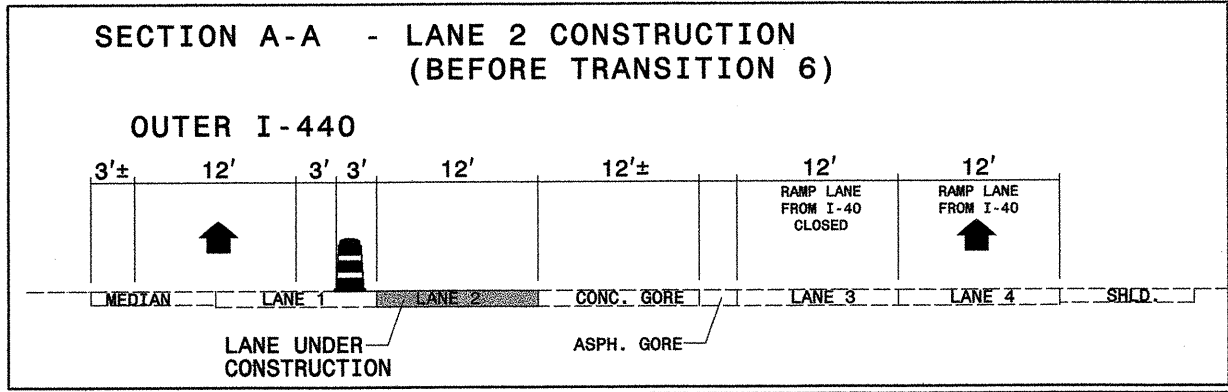 SECTION A-A - LANE 2 CONSTRUCTION
(BEFORE TRANSITION 6)
OUTER I-440
3'± 12' 3' 3' 12' 12'± 12' 12'
RAMP LANE
FROM I-40
CLOSED
RAMP LANE
FROM I-40
MEDIAN LANE 1 LANE 2 CONC. GORE LANE 3 LANE 4 SHLD.
LANE UNDER
CONSTRUCTION
ASPH. GORE